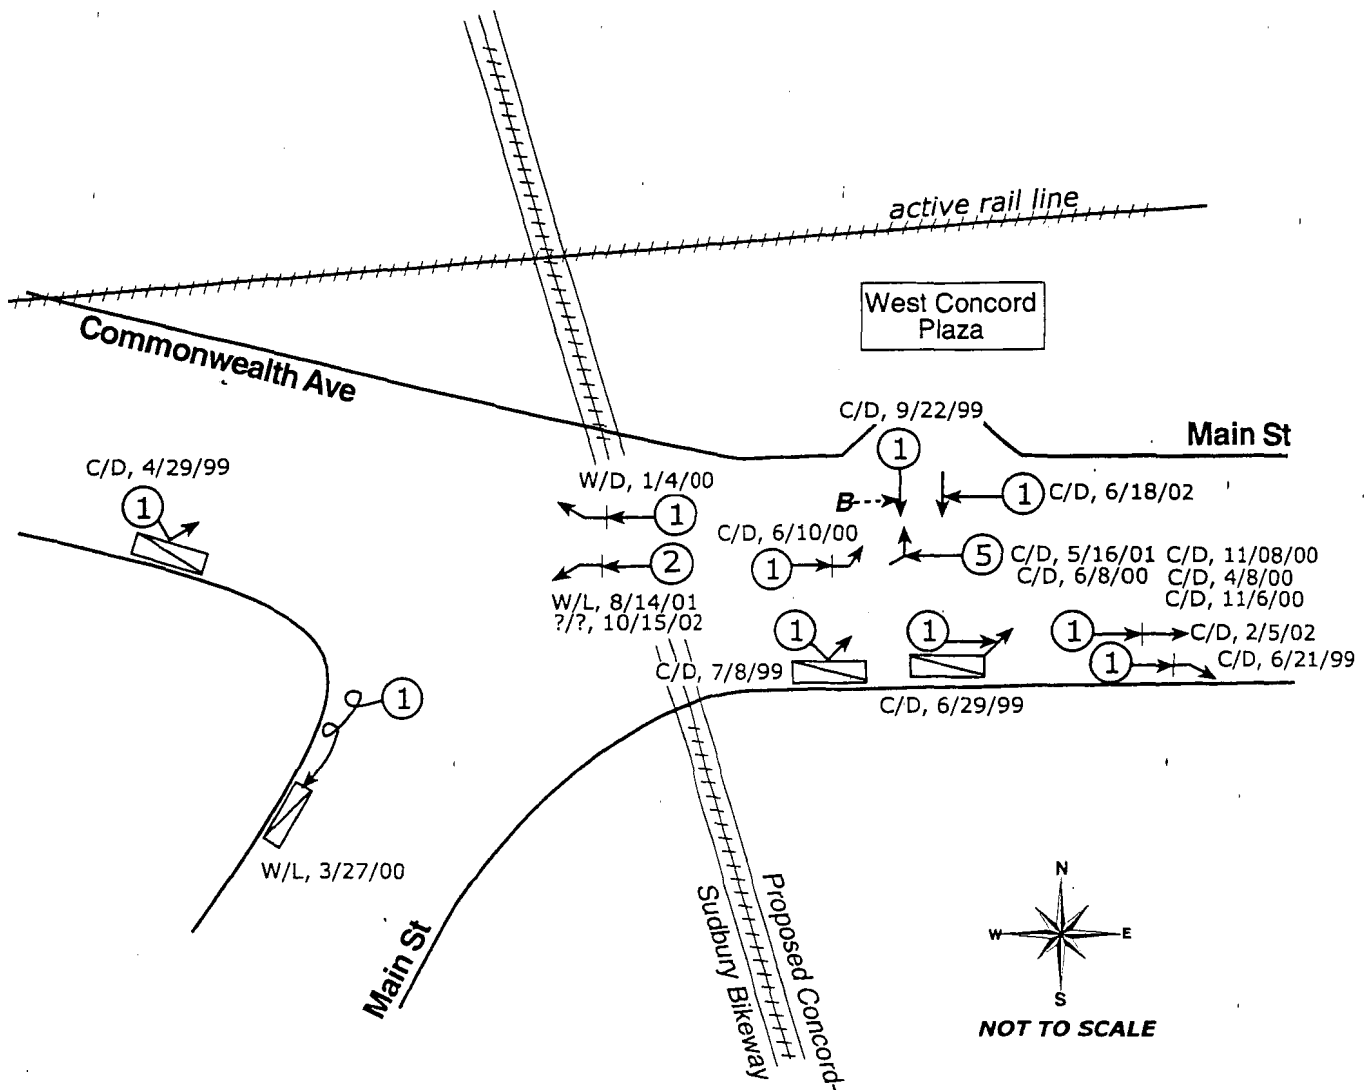 active rail line
West Concord
Plaza
Commonwealth Ave
C/D, 9/22/99
1
Main St
C/D, 4/29/99
1
W/D, 1/4/00
1
B
1 C/D, 6/18/02
C/D, 6/10/00
1
2
5 C/D, 5/16/01 C/D, 11/08/00
C/D, 6/8/00 C/D, 4/8/00
C/D, 11/6/00
W/L, 8/14/01
?/?, 10/15/02
1
1
1 C/D, 2/5/02
1 C/D, 6/21/99
C/D, 7/8/99
C/D, 6/29/99
1
W/L, 3/27/00
Main St
Proposed Concord-
Sudbury Bikeway
N
W E
S
NOT TO SCALE